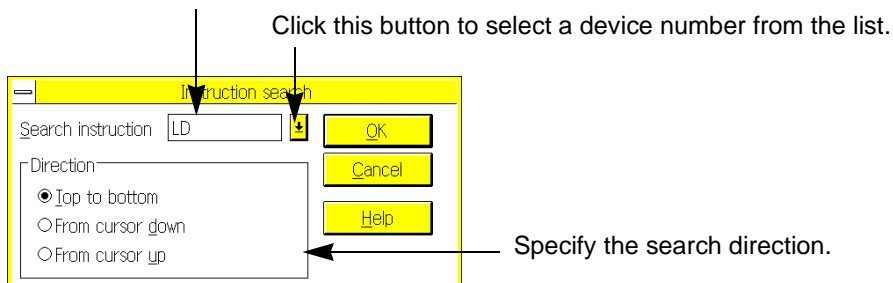 Click this button to select a device number from the list.
Instruction search
Search instruction LD OK
Direction Cancel
Top to bottom
Help
From cursor down
From cursor up
Specify the search direction.